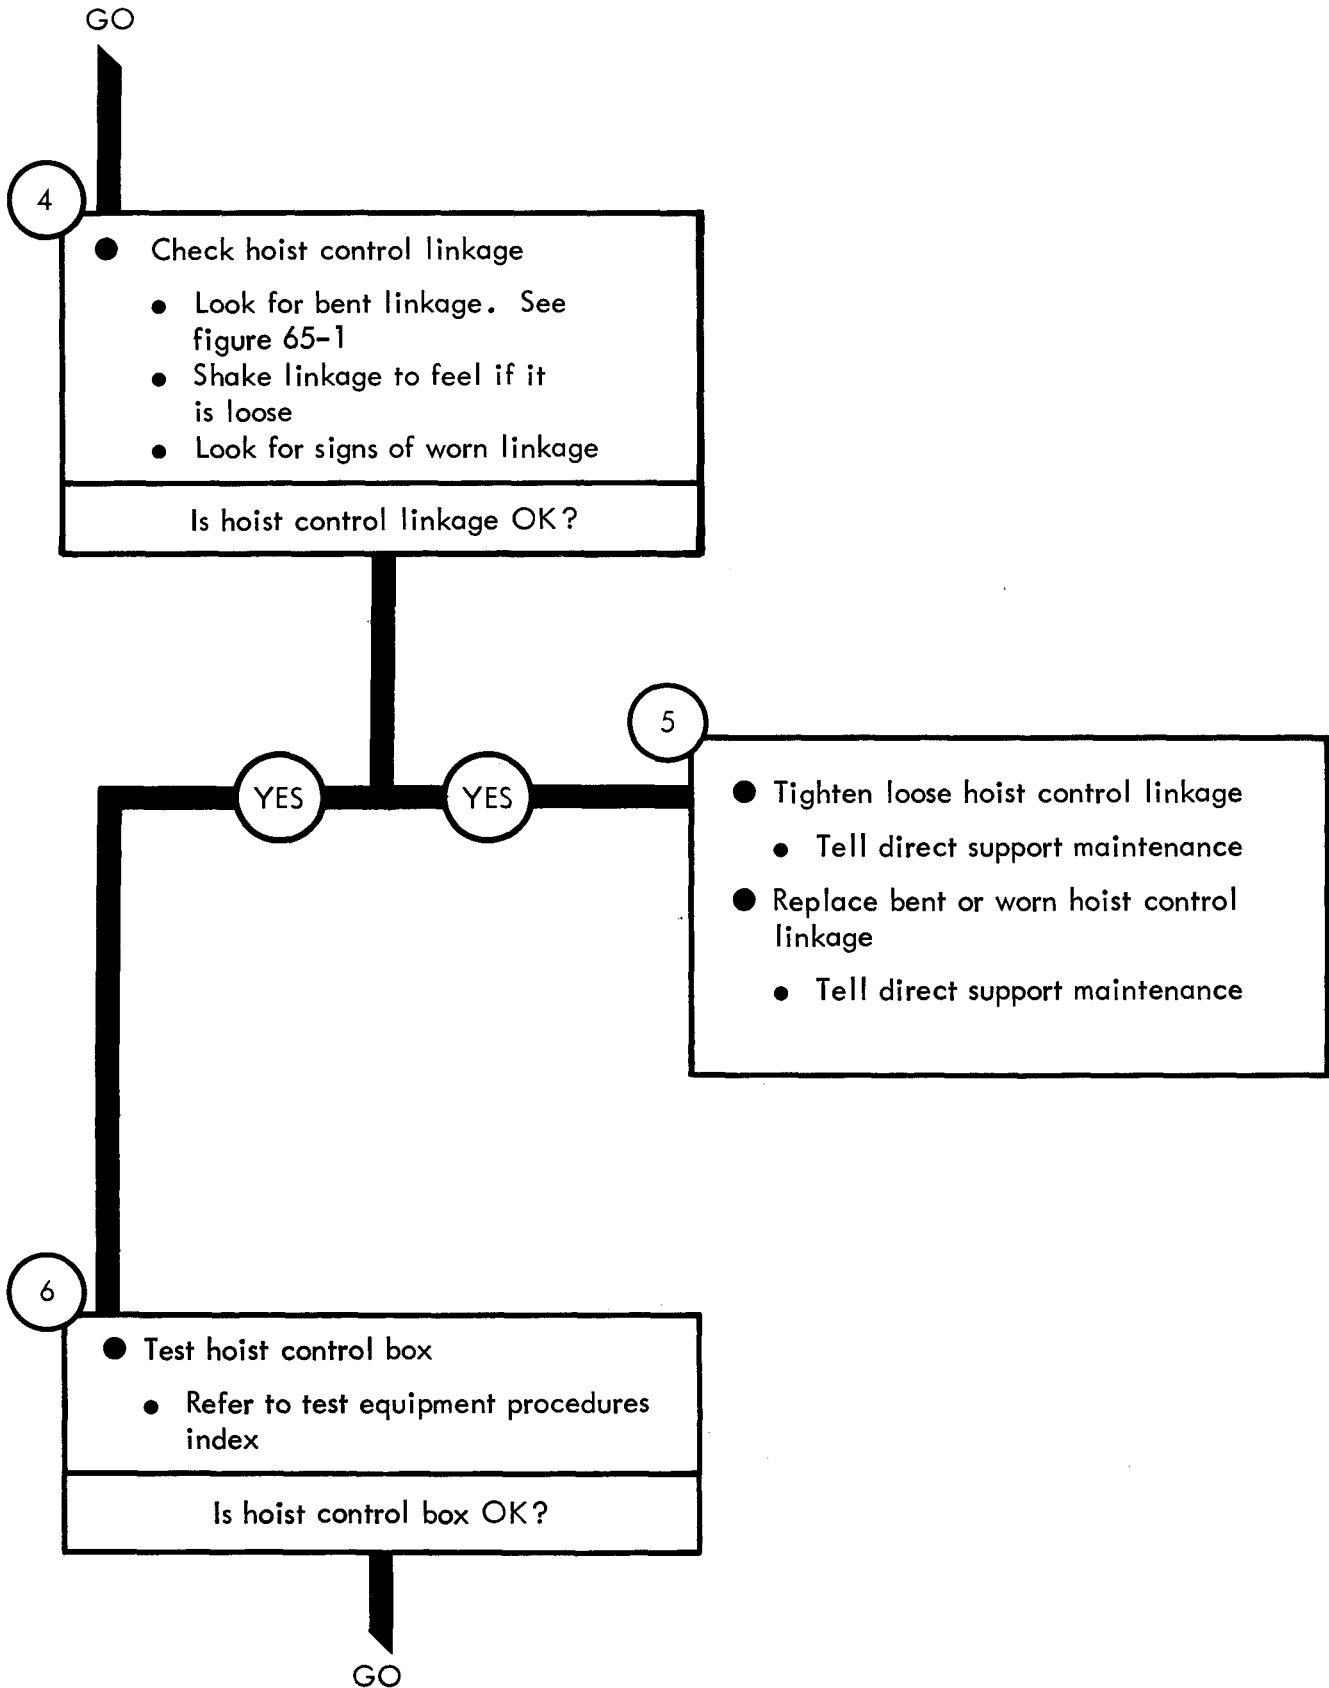 GO
4
● Check hoist control linkage
● Look for bent linkage. See
figure 65-1
● Shake linkage to feel if it
is loose
● Look for signs of worn linkage
Is hoist control linkage OK?
YES
YES
5
● Tighten loose hoist control linkage
● Tell direct support maintenance
● Replace bent or worn hoist control
linkage
● Tell direct support maintenance
6
● Test hoist control box
● Refer to test equipment procedures
index
Is hoist control box OK?
GO